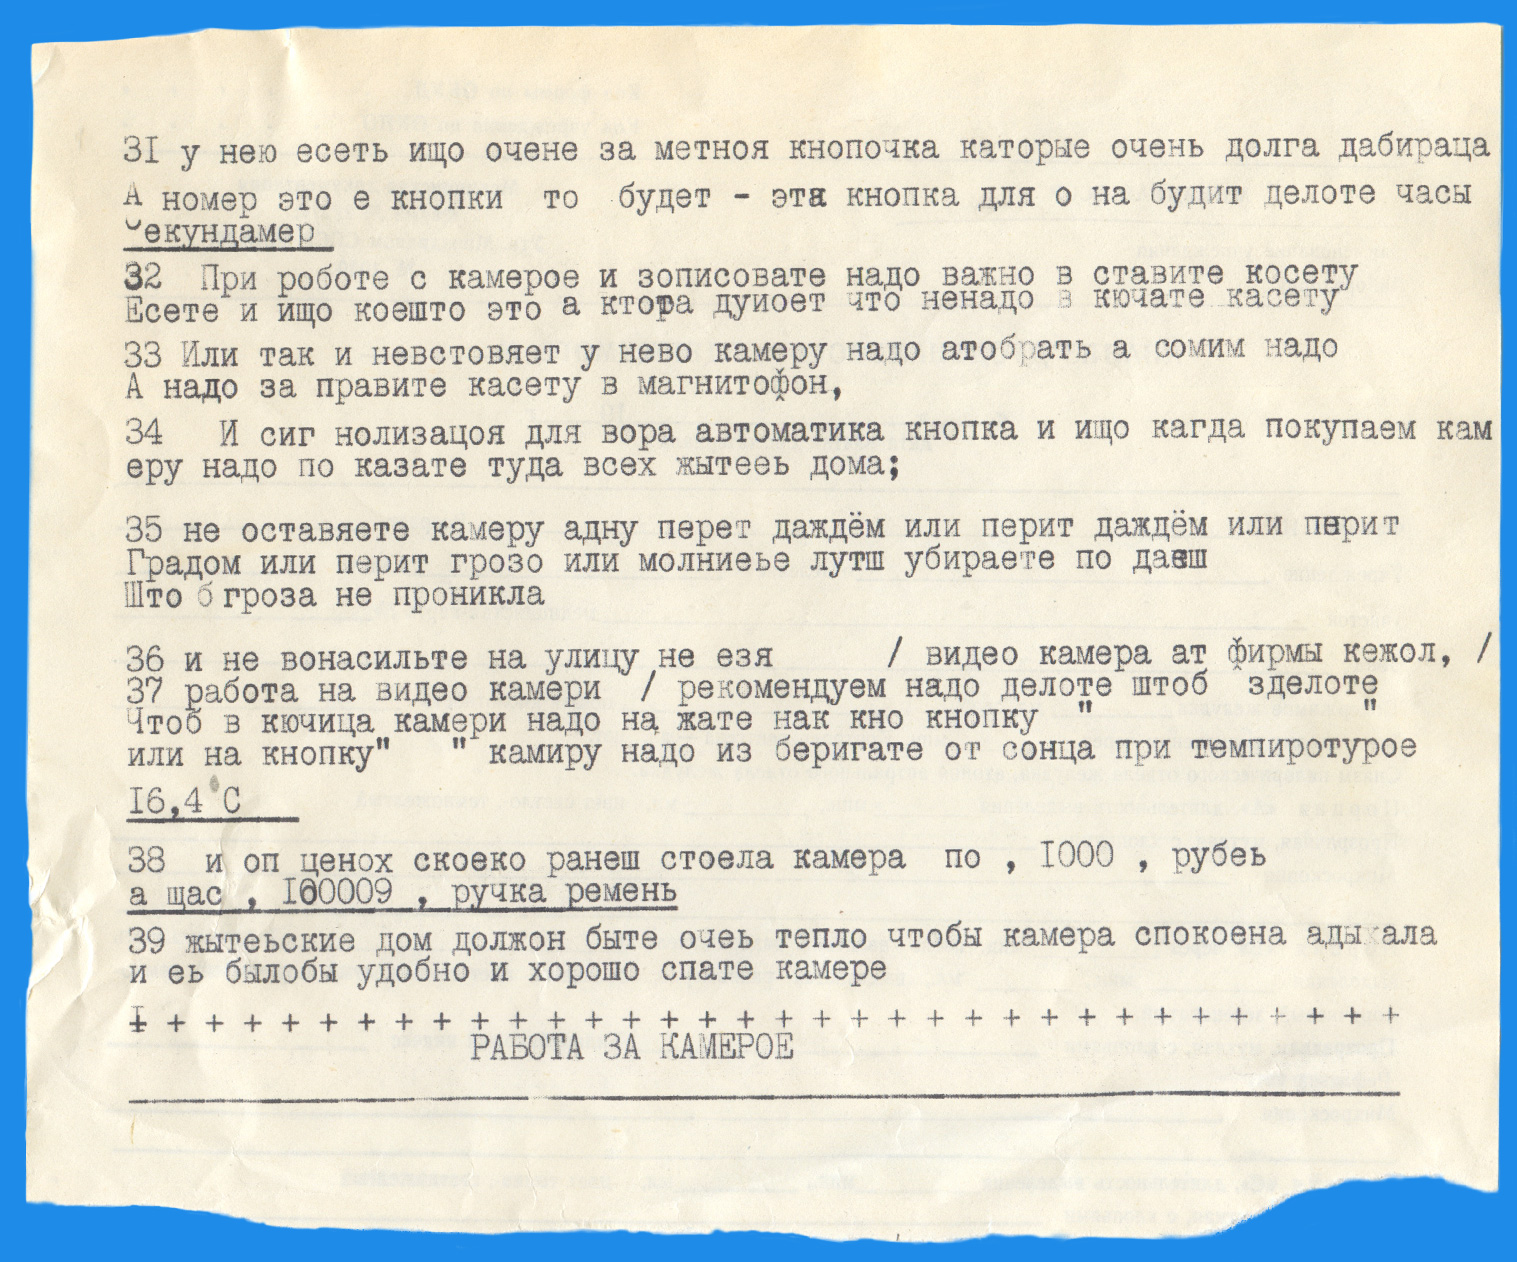 31 у нею есеть ищо очене за метноя кнопочка каторые очень долга дабираца
А номер это е кнопки то будет - эта кнопка для о на будит делоте часы
секундамер
32 При роботе с камерое и зописовате надо важно в ставите косету
Есете и ищо коешто это а ктора дуиоет что ненадо в кючате касету
33 Или так и невстовяет у нево камеру надо атобрать а сомим надо
А надо за правите касету в магнитофон,
34 И сиг нолизацоя для вора автоматика кнопка и ищо кагда покупаем кам
еру надо по казате туда всех жытееь дома;
35 не оставяете камеру адну перет даждём или перит даждём или перит
Градом или перит грозо или молниеье лутш убираете по даеш
Што б гроза не проникла
36 и не вонасильте на улицу не езя / видео камера ат фирмы кежол, /
37 работа на видео камери / рекомендуем надо делоте штоб зделоте
Чтоб в кючица камери надо на жате нак кно кнопку " "
или на кнопку" " камиру надо из беригате от сонца при темпиротурое
16,4°С
38 и оп ценох скоеко ранеш стоела камера по , 1000 , рубеь
а щас , 100009 , ручка ремень
39 жытеьские дом должон быте очеь тепло чтобы камера спокоена адыхала
и еь былобы удобно и хорошо спате камере
+ + + + + + + + + + + + + + + + + + + + + + + + + + + + + + + + + +
РАБОТА ЗА КАМЕРОЕ